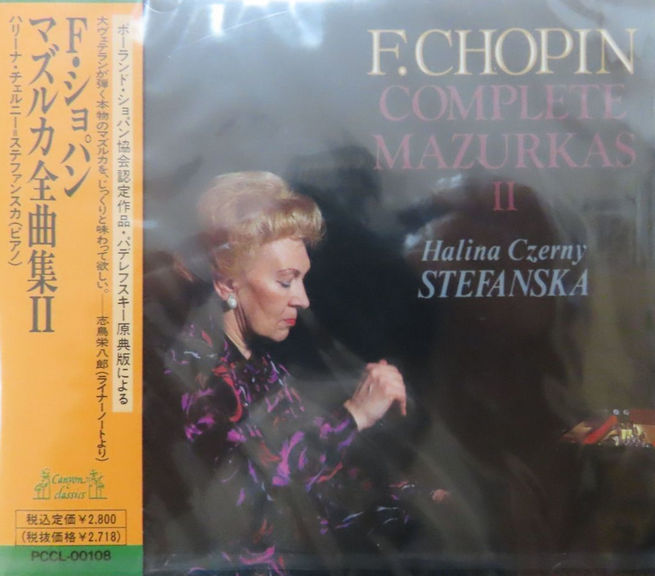 F.CHOPIN
COMPLETE
MAZURKAS
II
Halina Czerny
STEFANSKA
ポーランド・ショパン協会認定作品・パデレフスキー原典版による
大ヴェテランが弾く本物のマズルカを、じっくりと味わって欲しい。——志鳥栄八郎(ライナーノートより)
F・ショパン
マズルカ全曲集II
ハリーナ・チェルニー=ステファンスカ(ピアノ)
Canyon
classics
税込定価¥2,800
(税抜価格¥2,718)
PCCL-00108